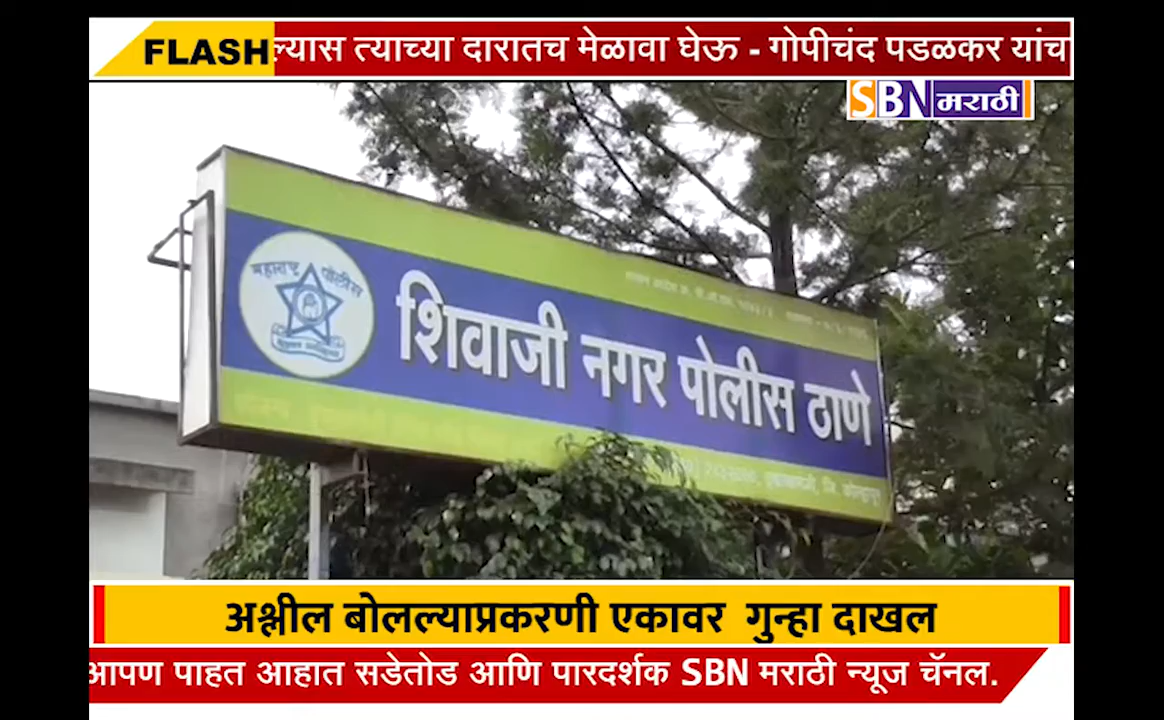 FLASH ल्यास त्याच्या दारातच मेळावा घेऊ - गोपीचंद पडळकर यांच
SBN मराठी
महाराष्ट्र पोलीस
शिवाजी नगर पोलीस ठाणे
जि. कोल्हापूर
अश्लील बोलल्याप्रकरणी एकावर गुन्हा दाखल
आपण पाहत आहात सडेतोड आणि पारदर्शक SBN मराठी न्यूज चॅनल.